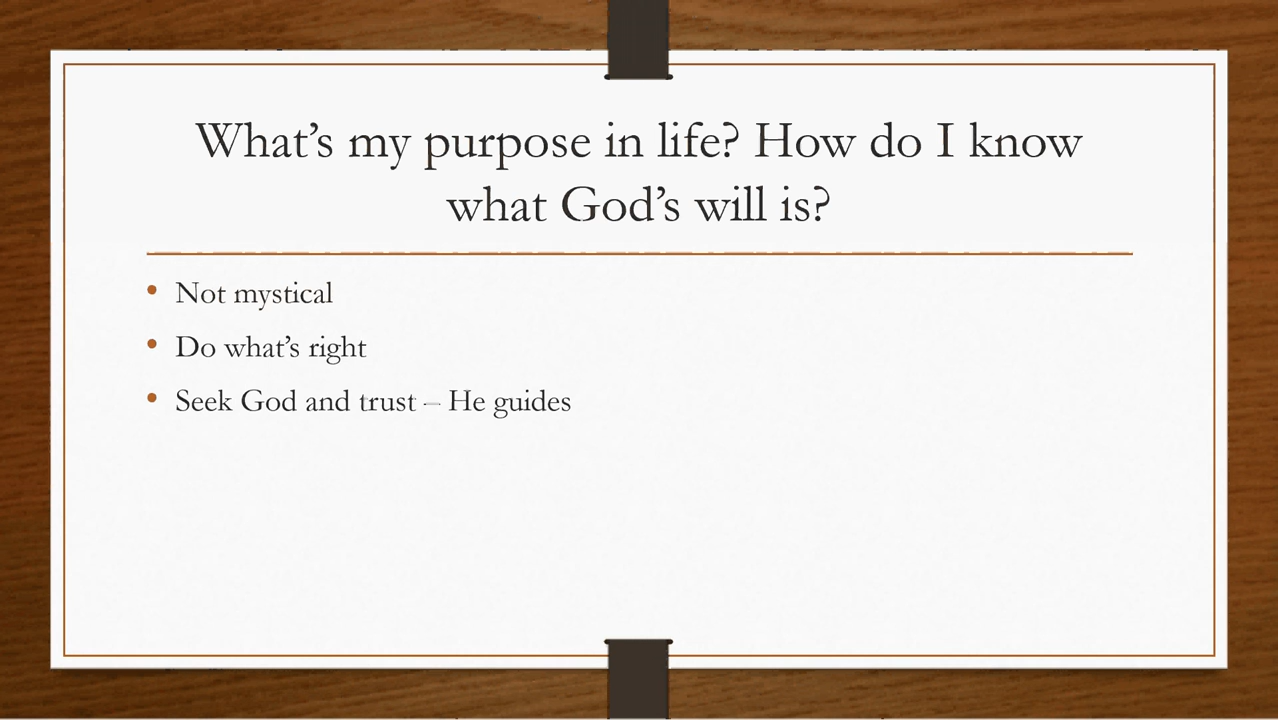 What’s my purpose in life? How do I know
what God’s will is?
• Not mystical
• Do what’s right
• Seek God and trust – He guides